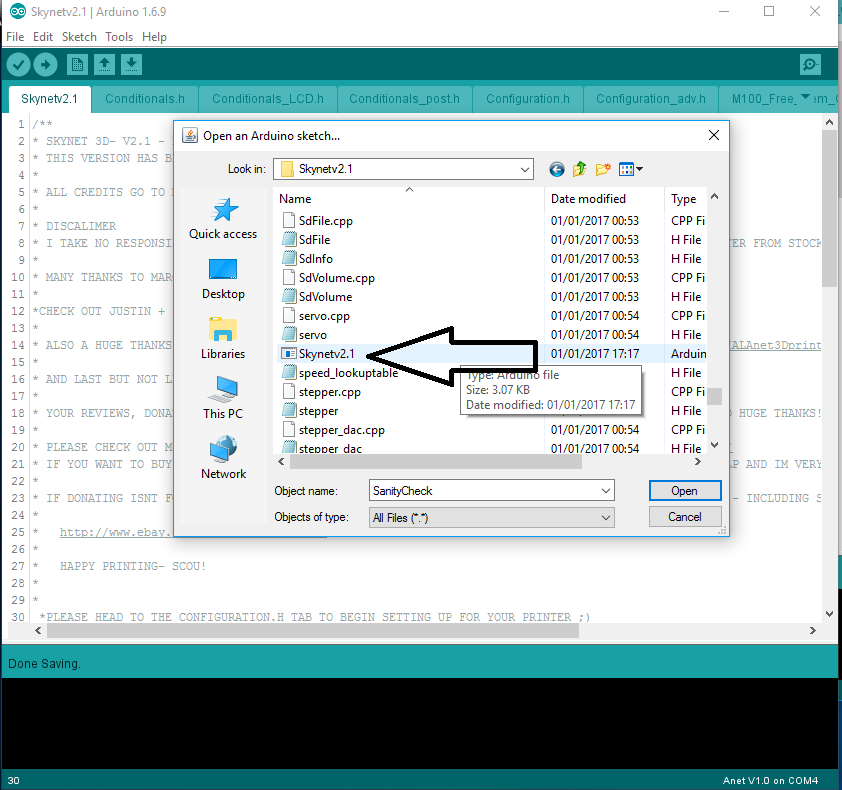 Skynetv2.1 | Arduino 1.6.9
File Edit Sketch Tools Help
Skynetv2.1 Conditionals.h Conditionals_LCD.h Conditionals_post.h Configuration.h Configuration_adv.h M100_Free_
1 /**
2 * SKYNET 3D- V2.1 -
3 * THIS VERSION HAS B
4 *
5 * ALL CREDITS GO TO
6 *
7 * DISCALIMER
8 * I TAKE NO RESPONSI ER FROM STOCK
9 *
10 * MANY THANKS TO MAR
11 *
12 *CHECK OUT JUSTIN +
13 *
14 * ALSO A HUGE THANKS ALAnet3Dprint
15 *
16 * AND LAST BUT NOT L
17 *
18 * YOUR REVIEWS, DONA HUGE THANKS!
19 *
20 * PLEASE CHECK OUT M
21 * IF YOU WANT TO BUY LP AND IM VERY
22 *
23 * IF DONATING ISNT F - INCLUDING S
24 *
25 * http://www.ebay.
26 *
27 * HAPPY PRINTING- SCOU!
28 *
29 *
30 *PLEASE HEAD TO THE CONFIGURATION.H TAB TO BEGIN SETTING UP FOR YOUR PRINTER ;)
Open an Arduino sketch...
Look in: Skynetv2.1
Quick access
Desktop
Libraries
This PC
Network
Name Date modified Type
SdFile.cpp 01/01/2017 00:53 CPP Fi
SdFile 01/01/2017 00:53 H File
SdInfo 01/01/2017 00:53 H File
SdVolume.cpp 01/01/2017 00:53 CPP Fi
SdVolume 01/01/2017 00:53 H File
servo.cpp 01/01/2017 00:54 CPP Fi
servo 01/01/2017 00:54 H File
Skynetv2.1 01/01/2017 17:17 Arduin
speed_lookuptable H File
stepper.cpp CPP Fi
stepper H File
stepper_dac.cpp 01/01/2017 00:54 CPP Fi
stepper_dac 01/01/2017 00:54 H File
Type: Arduino file
Size: 3.07 KB
Date modified: 01/01/2017 17:17
Object name: SanityCheck Open
Objects of type: All Files (*.*) Cancel
Done Saving.
30 Anet V1.0 on COM4